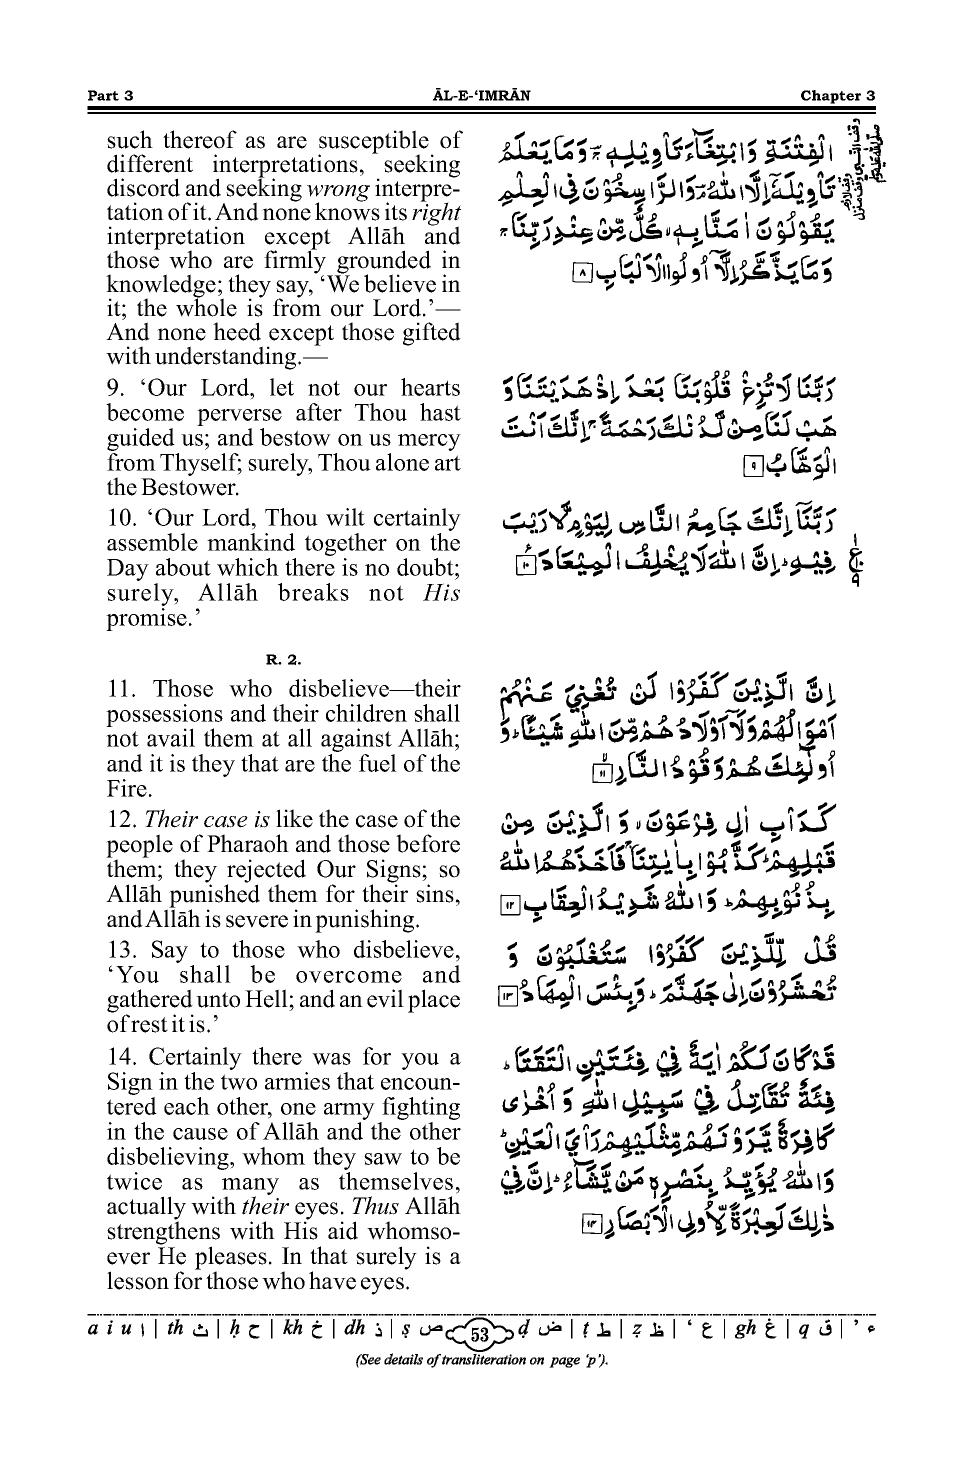 Part 3 ĀL-E-‘IMRĀN Chapter 3
such thereof as are susceptible of
different interpretations, seeking
discord and seeking wrong interpre-
tation of it. And none knows its right
interpretation except Allāh and
those who are firmly grounded in
knowledge; they say, ‘We believe in
it; the whole is from our Lord.’—
And none heed except those gifted
with understanding.—
9. ‘Our Lord, let not our hearts
become perverse after Thou hast
guided us; and bestow on us mercy
from Thyself; surely, Thou alone art
the Bestower.
10. ‘Our Lord, Thou wilt certainly
assemble mankind together on the
Day about which there is no doubt;
surely, Allāh breaks not His
promise.’
R. 2.
11. Those who disbelieve—their
possessions and their children shall
not avail them at all against Allāh;
and it is they that are the fuel of the
Fire.
12. Their case is like the case of the
people of Pharaoh and those before
them; they rejected Our Signs; so
Allāh punished them for their sins,
and Allāh is severe in punishing.
13. Say to those who disbelieve,
‘You shall be overcome and
gathered unto Hell; and an evil place
of rest it is.’
14. Certainly there was for you a
Sign in the two armies that encoun-
tered each other, one army fighting
in the cause of Allāh and the other
disbelieving, whom they saw to be
twice as many as themselves,
actually with their eyes. Thus Allāh
strengthens with His aid whomso-
ever He pleases. In that surely is a
lesson for those who have eyes.
الْفِتْنَةِ وَابْتِغَآءَ تَاْوِيْلِهٖ ۚ وَمَا يَعْلَمُ
تَاْوِيْلَهٗۤ اِلَّا اللّٰهُ ۘ وَالرّٰسِخُوْنَ فِي الْعِلْمِ
يَقُوْلُوْنَ اٰمَنَّا بِهٖ ۙ كُلٌّ مِّنْ عِنْدِ رَبِّنَا ۚ
وَمَا يَذَّكَّرُ اِلَّاۤ اُولُوا الْاَلْبَابِ ۸
رَبَّنَا لَا تُزِغْ قُلُوْبَنَا بَعْدَ اِذْ هَدَيْتَنَا وَ
هَبْ لَنَا مِنْ لَّدُنْكَ رَحْمَةً ۚ اِنَّكَ اَنْتَ
الْوَهَّابُ ۹
رَبَّنَاۤ اِنَّكَ جَامِعُ النَّاسِ لِيَوْمٍ لَّا رَيْبَ
فِيْهِ ؕ اِنَّ اللّٰهَ لَا يُخْلِفُ الْمِيْعَادَ ۱۰
اِنَّ الَّذِيْنَ كَفَرُوْا لَنْ تُغْنِيَ عَنْهُمْ
اَمْوَالُهُمْ وَلَاۤ اَوْلَادُهُمْ مِّنَ اللّٰهِ شَيْـًٔا ؕ وَ
اُولٰٓئِكَ هُمْ وَقُوْدُ النَّارِ ۱۱
كَدَاْبِ اٰلِ فِرْعَوْنَ ۙ وَ الَّذِيْنَ مِنْ
قَبْلِهِمْ ؕ كَذَّبُوْا بِاٰيٰتِنَا ۚ فَاَخَذَهُمُ اللّٰهُ
بِذُنُوْبِهِمْ ؕ وَ اللّٰهُ شَدِيْدُ الْعِقَابِ ۱۲
قُلْ لِّلَّذِيْنَ كَفَرُوْا سَتُغْلَبُوْنَ وَ
تُحْشَرُوْنَ اِلٰى جَهَنَّمَ ؕ وَبِئْسَ الْمِهَادُ ۱۳
قَدْ كَانَ لَكُمْ اٰيَةٌ فِيْ فِئَتَيْنِ الْتَقَتَا ؕ
فِئَةٌ تُقَاتِلُ فِيْ سَبِيْلِ اللّٰهِ وَ اُخْرٰى
كَافِرَةٌ يَّرَوْنَهُمْ مِّثْلَيْهِمْ رَاْيَ الْعَيْنِ ؕ
وَاللّٰهُ يُؤَيِّدُ بِنَصْرِهٖ مَنْ يَّشَآءُ ؕ اِنَّ فِيْ
ذٰلِكَ لَعِبْرَةً لِّاُولِي الْاَبْصَارِ ۱۴
a i u ا | th ث | ḥ ح | kh خ | dh ذ | ṣ ص 53 ḍ ض | ṭ ط | ẓ ظ | ‘ ع | gh غ | q ق | ’ ء
(See details of transliteration on page ‘p’).